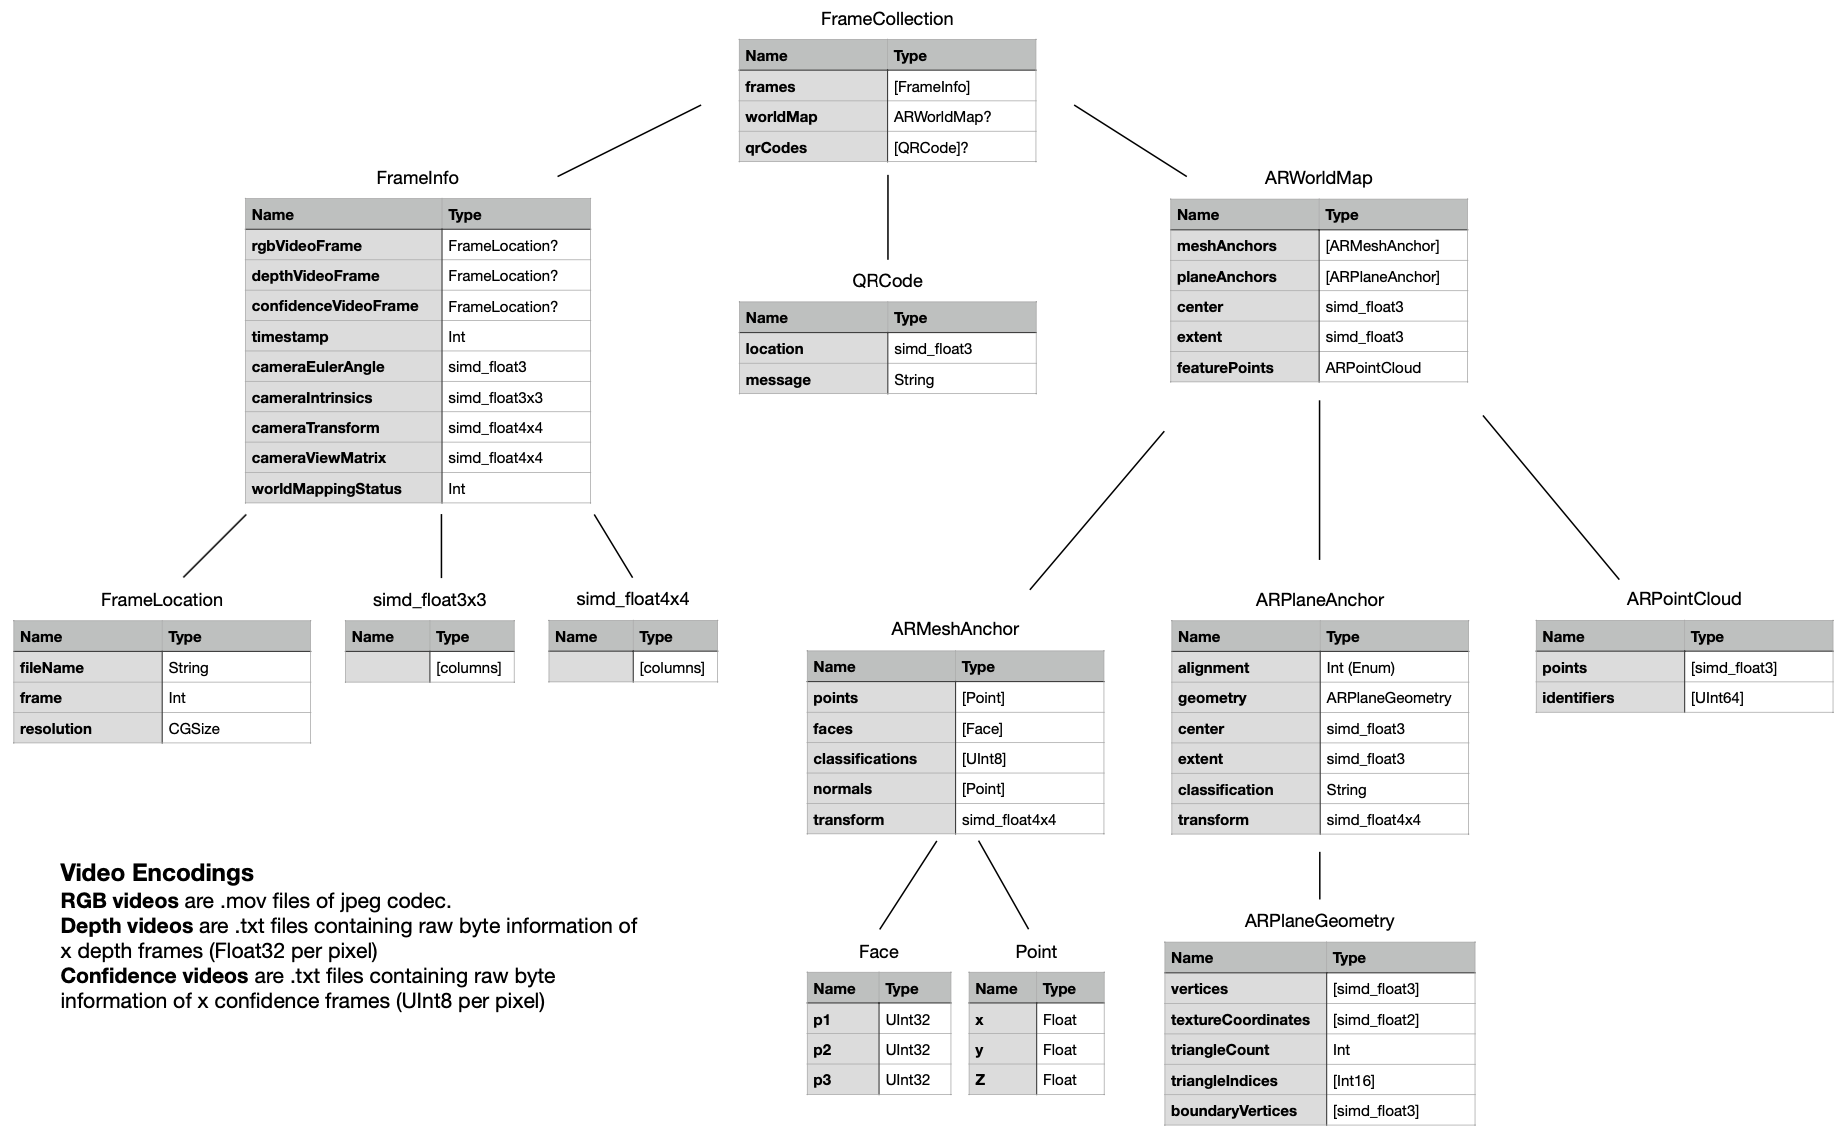 FrameCollection
Name Type
frames [FrameInfo]
worldMap ARWorldMap?
qrCodes [QRCode]?
FrameInfo
Name Type
rgbVideoFrame FrameLocation?
depthVideoFrame FrameLocation?
confidenceVideoFrame FrameLocation?
timestamp Int
cameraEulerAngle simd_float3
cameraIntrinsics simd_float3x3
cameraTransform simd_float4x4
cameraViewMatrix simd_float4x4
worldMappingStatus Int
QRCode
Name Type
location simd_float3
message String
ARWorldMap
Name Type
meshAnchors [ARMeshAnchor]
planeAnchors [ARPlaneAnchor]
center simd_float3
extent simd_float3
featurePoints ARPointCloud
FrameLocation
Name Type
fileName String
frame Int
resolution CGSize
simd_float3x3
Name Type
[columns]
simd_float4x4
Name Type
[columns]
ARMeshAnchor
Name Type
points [Point]
faces [Face]
classifications [UInt8]
normals [Point]
transform simd_float4x4
ARPlaneAnchor
Name Type
alignment Int (Enum)
geometry ARPlaneGeometry
center simd_float3
extent simd_float3
classification String
transform simd_float4x4
ARPointCloud
Name Type
points [simd_float3]
identifiers [UInt64]
Video Encodings
RGB videos are .mov files of jpeg codec.
Depth videos are .txt files containing raw byte information of
x depth frames (Float32 per pixel)
Confidence videos are .txt files containing raw byte
information of x confidence frames (UInt8 per pixel)
Face
Name Type
p1 UInt32
p2 UInt32
p3 UInt32
Point
Name Type
x Float
y Float
Z Float
ARPlaneGeometry
Name Type
vertices [simd_float3]
textureCoordinates [simd_float2]
triangleCount Int
triangleIndices [Int16]
boundaryVertices [simd_float3]